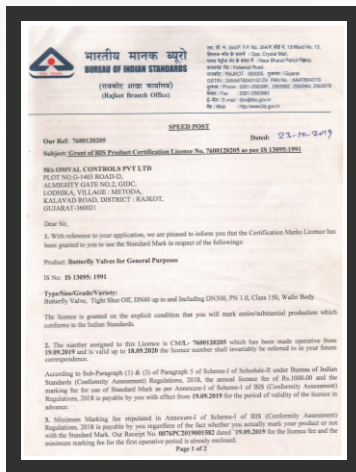 भारतीय मानक ब्यूरो
BUREAU OF INDIAN STANDARDS
(राजकोट शाखा कार्यालय)
(Rajkot Branch Office)
SPEED POST
Our Ref: 7600120205
Dated: 23-10-2019
Subject: Grant of BIS Product Certification Licence No. 7600120205 as per IS 13095:1991
M/s OMVAL CONTROLS PVT LTD
PLOT NO.G-1403 ROAD-D,
ALMIGHTY GATE NO.2, GIDC,
LODHIKA, VILLAGE : METODA,
KALAVAD ROAD, DISTRICT : RAJKOT,
GUJARAT-360021
Dear Sir,
1. With reference to your application, we are pleased to inform you that the Certification Marks Licence has
been granted to you to use the Standard Mark in respect of the followings:
Product: Butterfly Valves for General Purposes
IS No: IS 13095: 1991
Type/Size/Grade/Variety:
Butterfly Valve, Tight Shut Off, DN40 up to and Including DN300, PN 1.0, Class 150, Wafer Body
The licence is granted on the explicit condition that you will mark entire/substantial production which
conforms to the Indian Standards.
2. The number assigned to this Licence is CM/L- 7600120205 which has been made operative from
19.09.2019 and is valid up to 18.09.2020 the licence number shall invariably be referred to in your future
correspondence.
According to Sub-Paragraph (1) & (3) of Paragraph 5 of Scheme-I of Schedule-II under Bureau of Indian
Standards (Conformity Assessment) Regulations, 2018, the annual licence fee of Rs.1000.00 and the
marking fee for use of Standard Mark as per Annexure-I of Scheme-I of BIS (Conformity Assessment)
Regulations, 2018 is payable by you with effect from 19.09.2019 for the period of validity of the licence in
advance.
3. Minimum Marking fee stipulated in Annexure-I of Scheme-I of BIS (Conformity Assessment)
Regulations, 2018 is payable by you regardless of the fact whether you actually mark your product or not
with the Standard Mark. Our Receipt No. 0076PC2019001582 dated 19.09.2019 for the licence fee and the
minimum marking fee for the first operative period is already enclosed.
Page 1 of 2